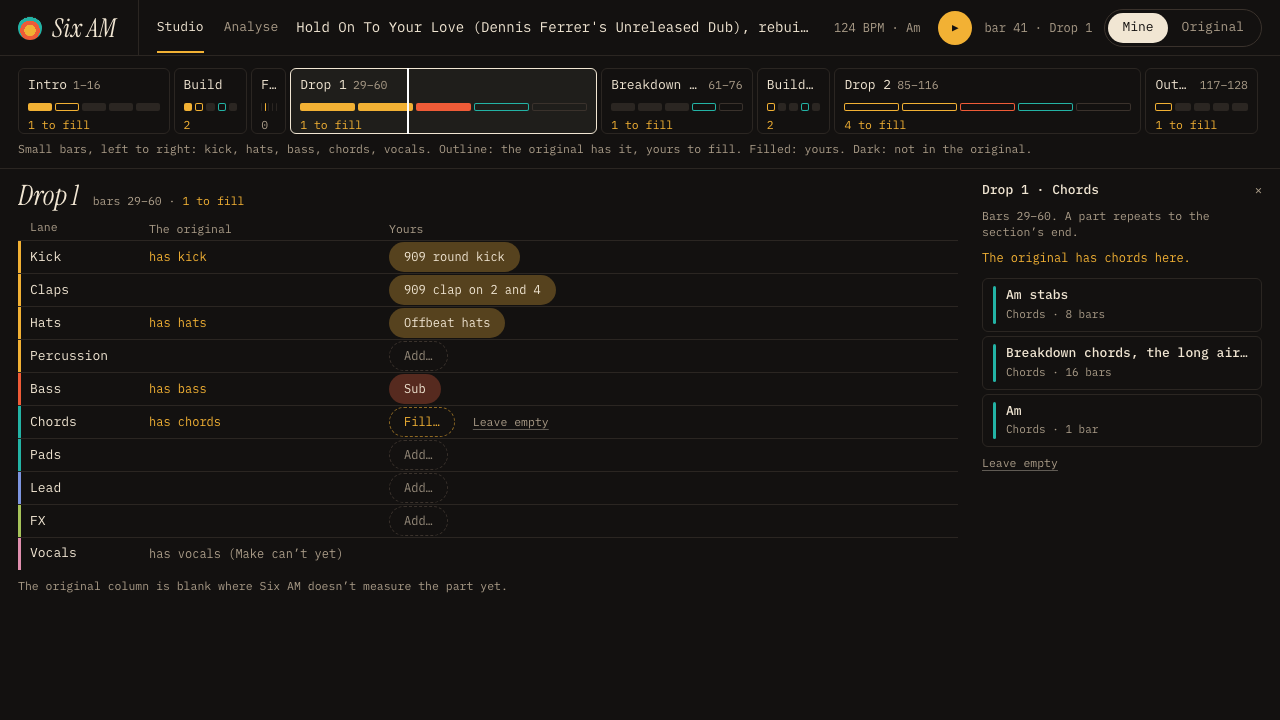 Six AM
Studio Analyse Hold On To Your Love (Dennis Ferrer's Unreleased Dub), rebui… 124 BPM · Am bar 41 · Drop 1 Mine Original
Intro 1–16 Build F… Drop 1 29–60 Breakdown … 61–76 Build… Drop 2 85–116 Out… 117–128
1 to fill 2 0 1 to fill 1 to fill 2 4 to fill 1 to fill
Small bars, left to right: kick, hats, bass, chords, vocals. Outline: the original has it, yours to fill. Filled: yours. Dark: not in the original.
Drop 1 bars 29–60 · 1 to fill
Lane The original Yours
Kick has kick 909 round kick
Claps 909 clap on 2 and 4
Hats has hats Offbeat hats
Percussion Add…
Bass has bass Sub
Chords has chords Fill… Leave empty
Pads Add…
Lead Add…
FX Add…
Vocals has vocals (Make can’t yet)
The original column is blank where Six AM doesn’t measure the part yet.
Drop 1 · Chords ×
Bars 29–60. A part repeats to the
section’s end.
The original has chords here.
Am stabs
Chords · 8 bars
Breakdown chords, the long air…
Chords · 16 bars
Am
Chords · 1 bar
Leave empty